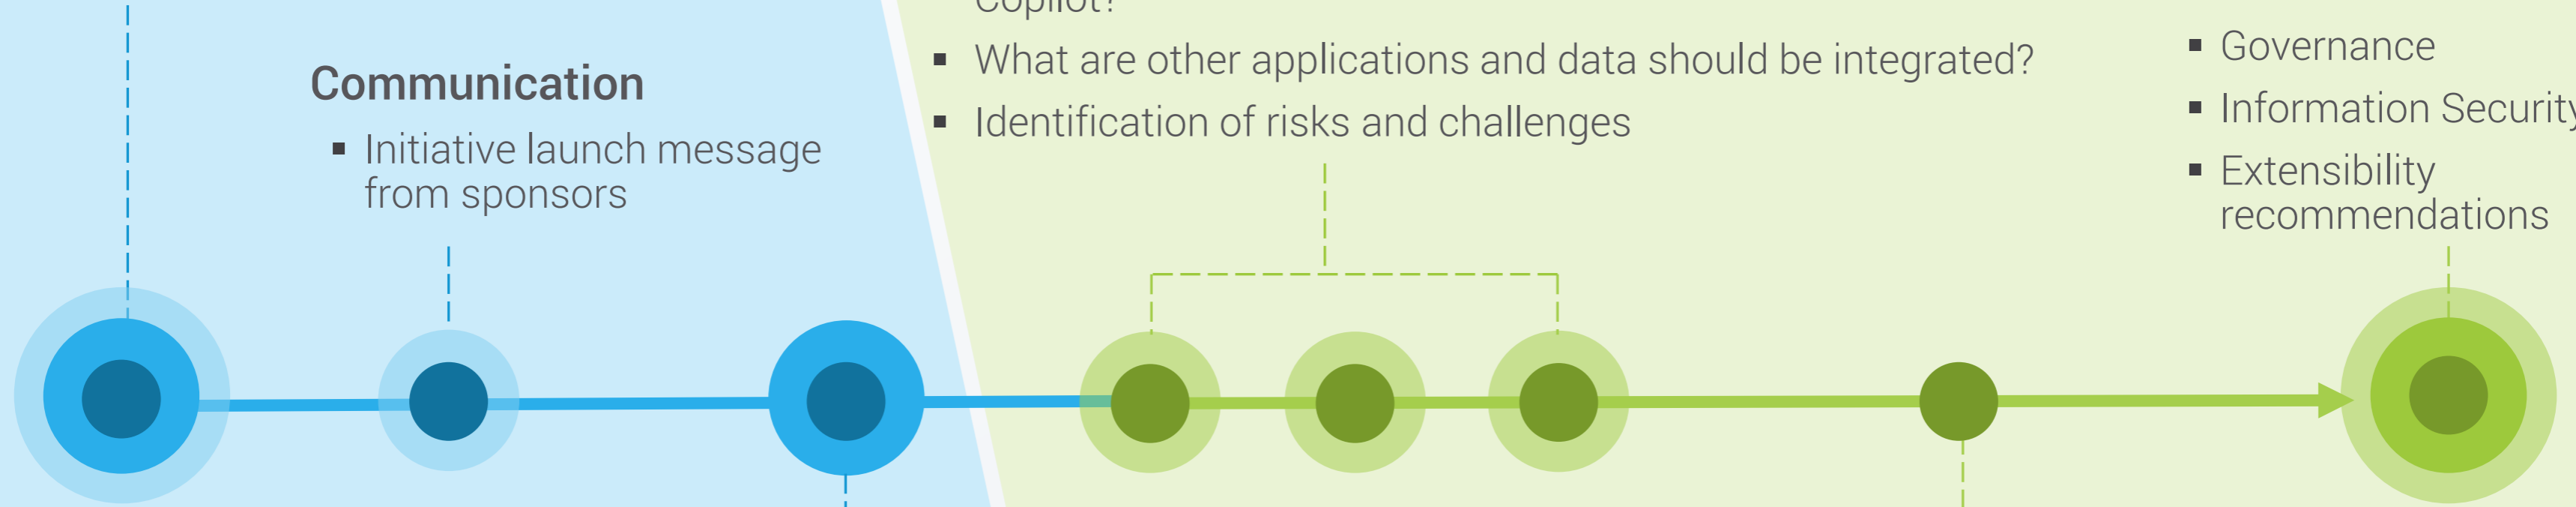 Communication
▪ Initiative launch message
from sponsors
Copilot?
▪ What are other applications and data should be integrated?
▪ Identification of risks and challenges
▪ Governance
▪ Information Security
▪ Extensibility
recommendations